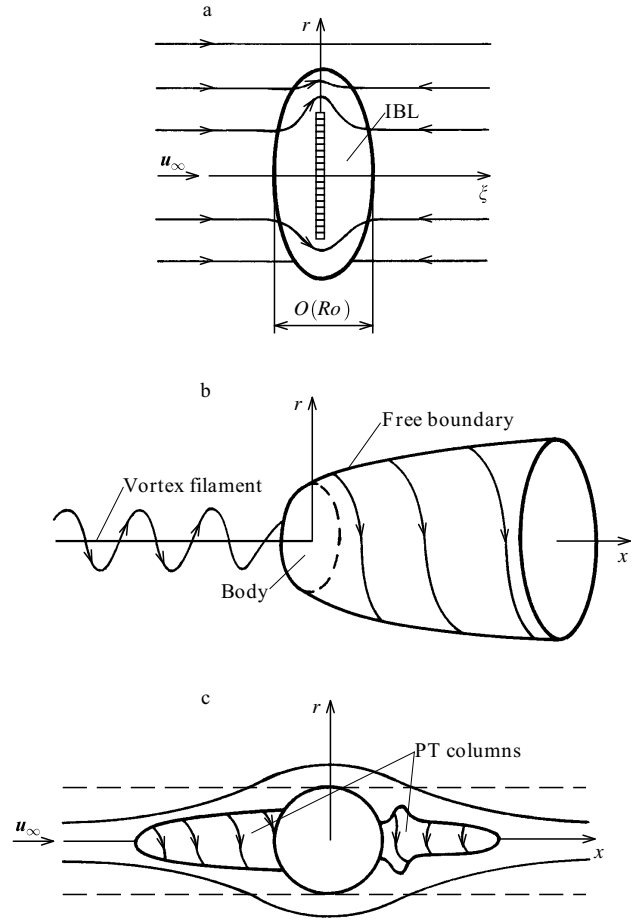 a
r
IBL
u∞
ξ
O(Ro)
b
r
Free boundary
Vortex filament
x
Body
c
r
PT columns
u∞
x